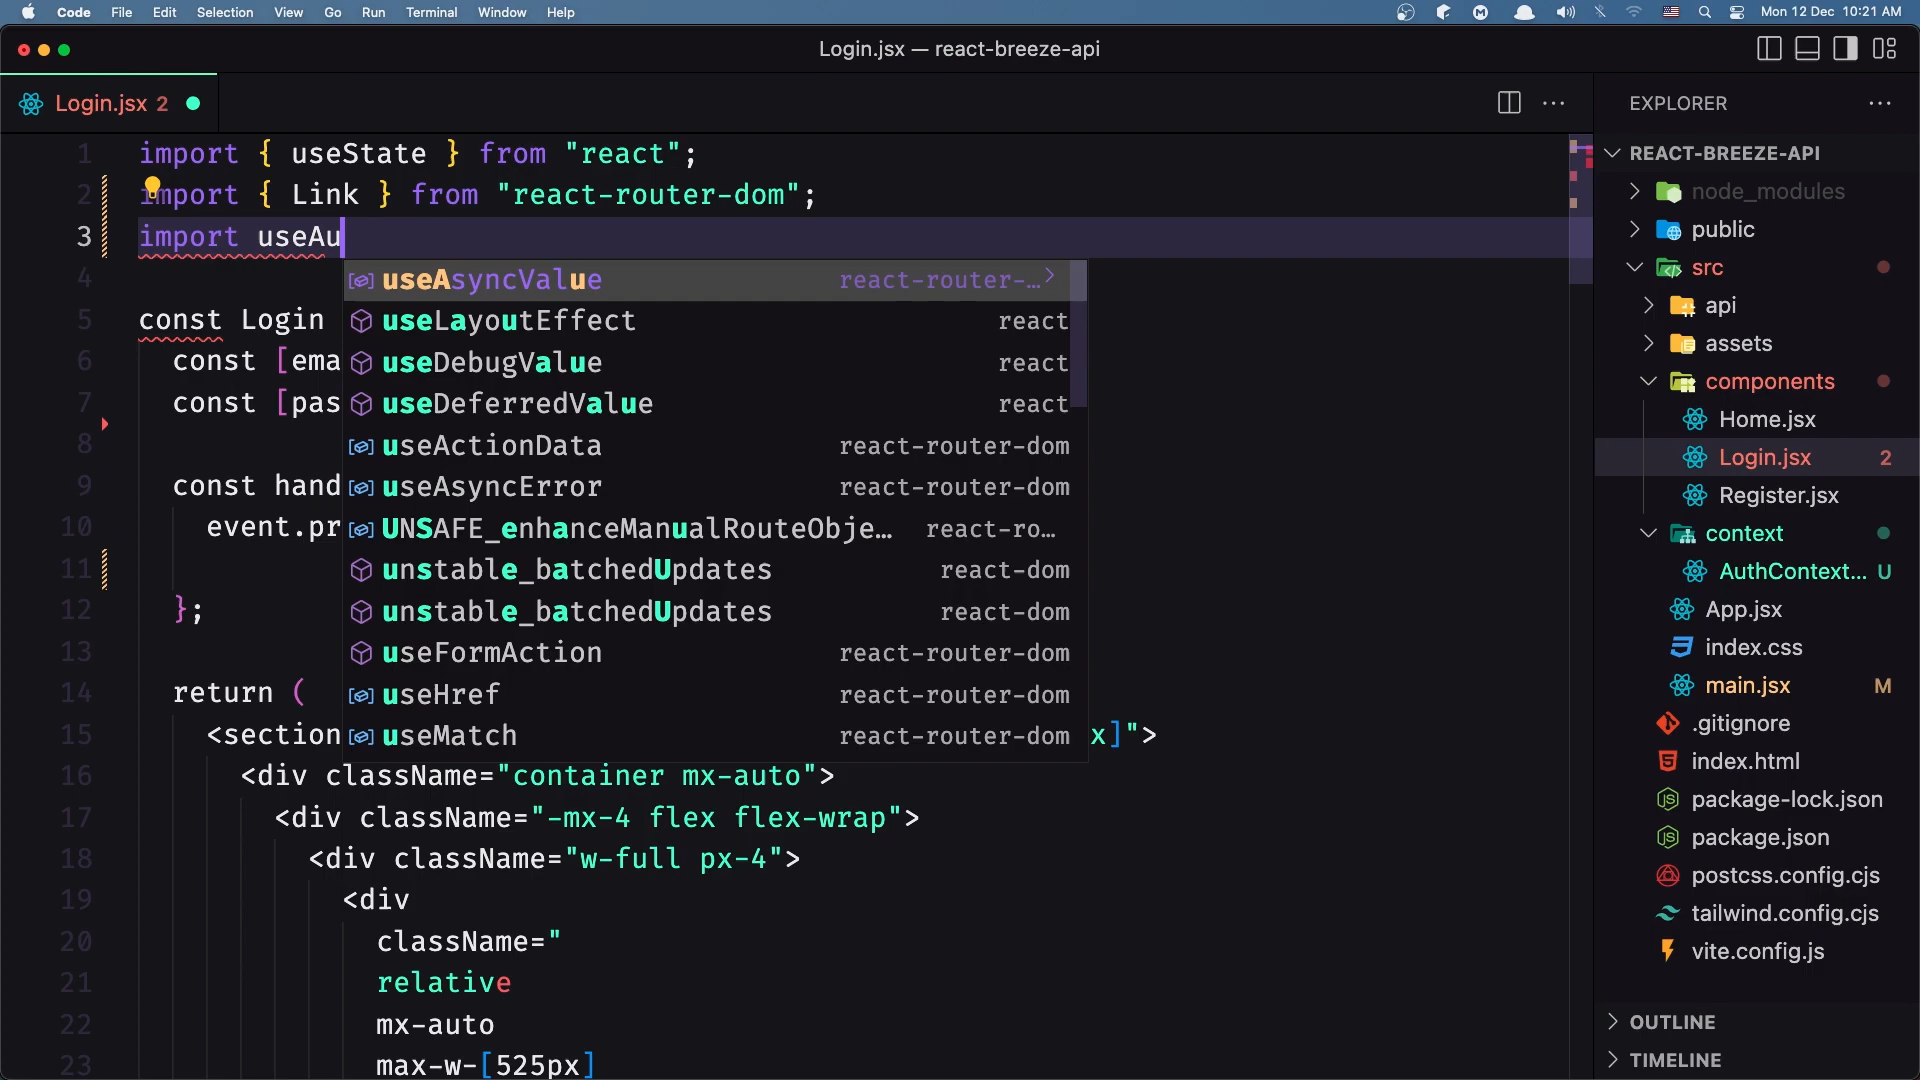 Code File Edit Selection View Go Run Terminal Window Help Mon 12 Dec 10:21 AM
Login.jsx — react-breeze-api
Login.jsx 2
1 import { useState } from "react";
2 import { Link } from "react-router-dom";
3 import useAu
4
5 const Login
6 const [ema
7 const [pas
8
9 const hand
10 event.pr
11
12 };
13
14 return (
15 <section x]">
16 <div className="container mx-auto">
17 <div className="-mx-4 flex flex-wrap">
18 <div className="w-full px-4">
19 <div
20 className="
21 relative
22 mx-auto
23 max-w-[525px]
useAsyncValue react-router-…
useLayoutEffect react
useDebugValue react
useDeferredValue react
useActionData react-router-dom
useAsyncError react-router-dom
UNSAFE_enhanceManualRouteObje… react-ro…
unstable_batchedUpdates react-dom
unstable_batchedUpdates react-dom
useFormAction react-router-dom
useHref react-router-dom
useMatch react-router-dom
EXPLORER
REACT-BREEZE-API
node_modules
public
src
api
assets
components
Home.jsx
Login.jsx 2
Register.jsx
context
AuthContext... U
App.jsx
index.css
main.jsx M
.gitignore
index.html
package-lock.json
package.json
postcss.config.cjs
tailwind.config.cjs
vite.config.js
OUTLINE
TIMELINE